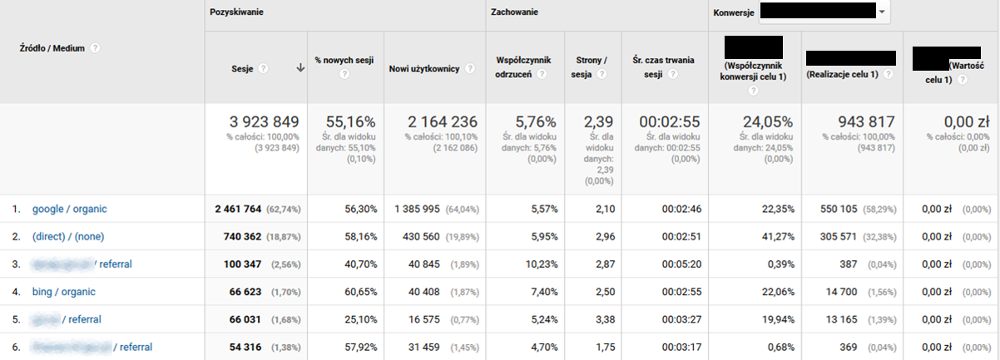 Pozyskiwanie Zachowanie Konwersje
Źródło / Medium ?
Sesje ? % nowych sesji ? Nowi użytkownicy ? Współczynnik odrzuceń ? Strony / sesja ? Śr. czas trwania sesji ? (Współczynnik konwersji celu 1) ? (Realizacje celu 1) ? (Wartość celu 1) ?
3 923 849 55,16% 2 164 236 5,76% 2,39 00:02:55 24,05% 943 817 0,00 zł
% całości: 100,00% (3 923 849) Śr. dla widoku danych: 55,10% (0,10%) % całości: 100,10% (2 162 086) Śr. dla widoku danych: 5,76% (0,00%) Śr. dla widoku danych: 2,39 (0,00%) Śr. dla widoku danych: 00:02:55 (0,00%) Śr. dla widoku danych: 24,05% (0,00%) % całości: 100,00% (943 817) % całości: 0,00% (0,00 zł)
1. google / organic 2 461 764 (62,74%) 56,30% 1 385 995 (64,04%) 5,57% 2,10 00:02:46 22,35% 550 105 (58,29%) 0,00 zł (0,00%)
2. (direct) / (none) 740 362 (18,87%) 58,16% 430 560 (19,89%) 5,95% 2,96 00:02:51 41,27% 305 571 (32,38%) 0,00 zł (0,00%)
3. / referral 100 347 (2,56%) 40,70% 40 845 (1,89%) 10,23% 2,87 00:05:20 0,39% 387 (0,04%) 0,00 zł (0,00%)
4. bing / organic 66 623 (1,70%) 60,65% 40 408 (1,87%) 7,40% 2,50 00:02:55 22,06% 14 700 (1,56%) 0,00 zł (0,00%)
5. / referral 66 031 (1,68%) 25,10% 16 575 (0,77%) 5,24% 3,38 00:03:27 19,94% 13 165 (1,39%) 0,00 zł (0,00%)
6. / referral 54 316 (1,38%) 57,92% 31 459 (1,45%) 4,70% 1,75 00:03:17 0,68% 369 (0,04%) 0,00 zł (0,00%)